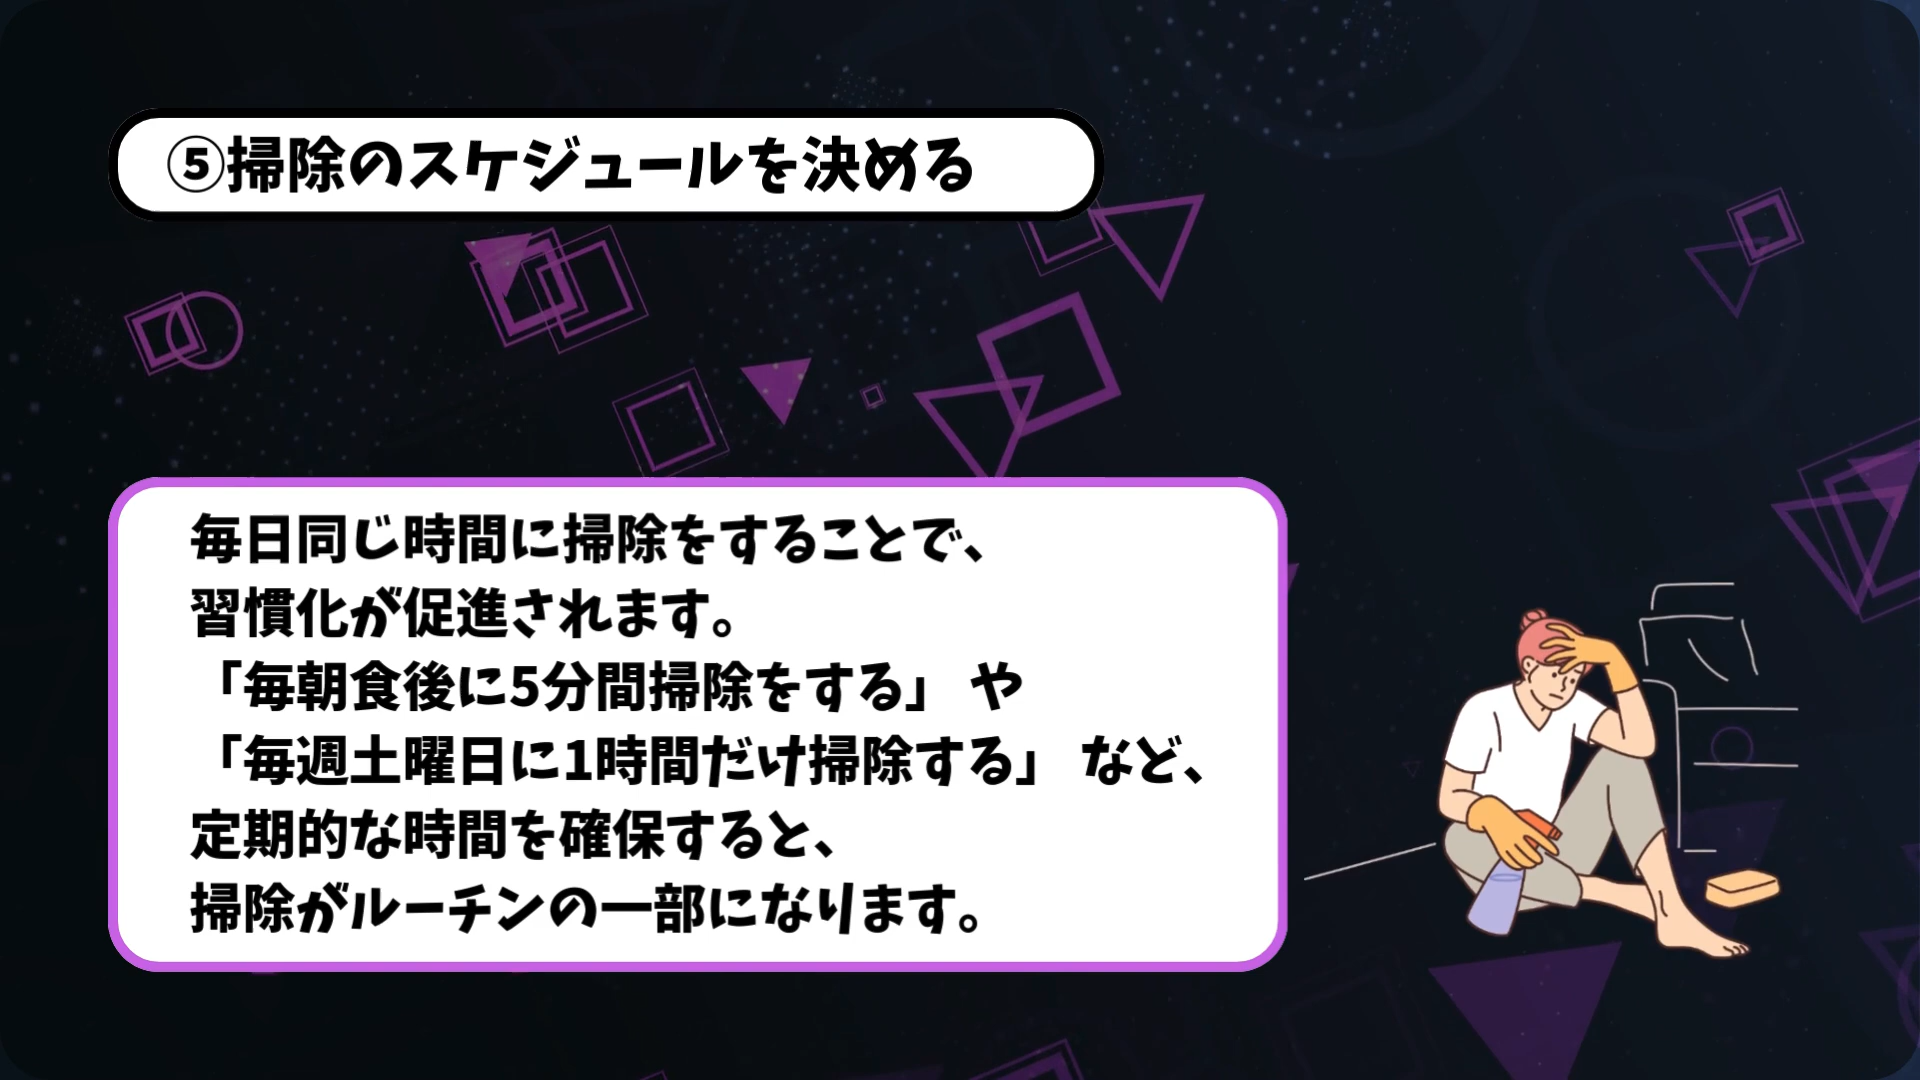 ⑤掃除のスケジュールを決める
毎日同じ時間に掃除をすることで、
習慣化が促進されます。
「毎朝食後に5分間掃除をする」 や
「毎週土曜日に1時間だけ掃除する」 など、
定期的な時間を確保すると、
掃除がルーチンの一部になります。